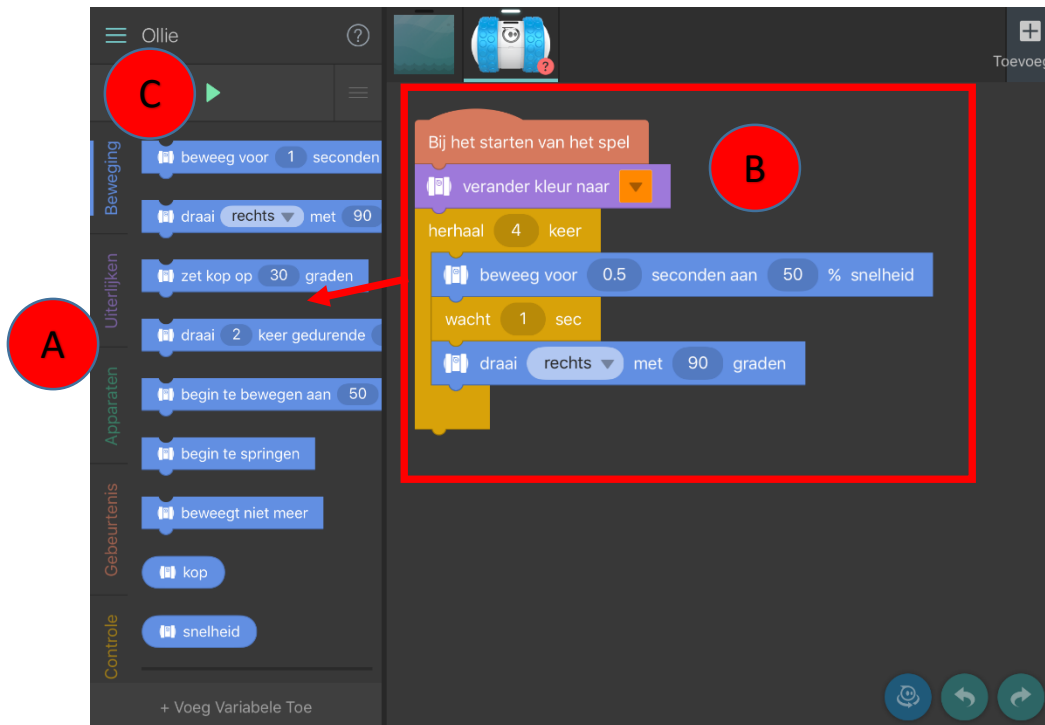 Ollie
?
Toevoeg
C
A
B
Beweging
Uiterlijken
Apparaten
Gebeurtenis
Controle
beweeg voor 1 seconden
draai rechts met 90
zet kop op 30 graden
draai 2 keer gedurende
begin te bewegen aan 50
begin te springen
beweegt niet meer
kop
snelheid
+ Voeg Variabele Toe
?
Bij het starten van het spel
verander kleur naar
herhaal 4 keer
beweeg voor 0.5 seconden aan 50 % snelheid
wacht 1 sec
draai rechts met 90 graden